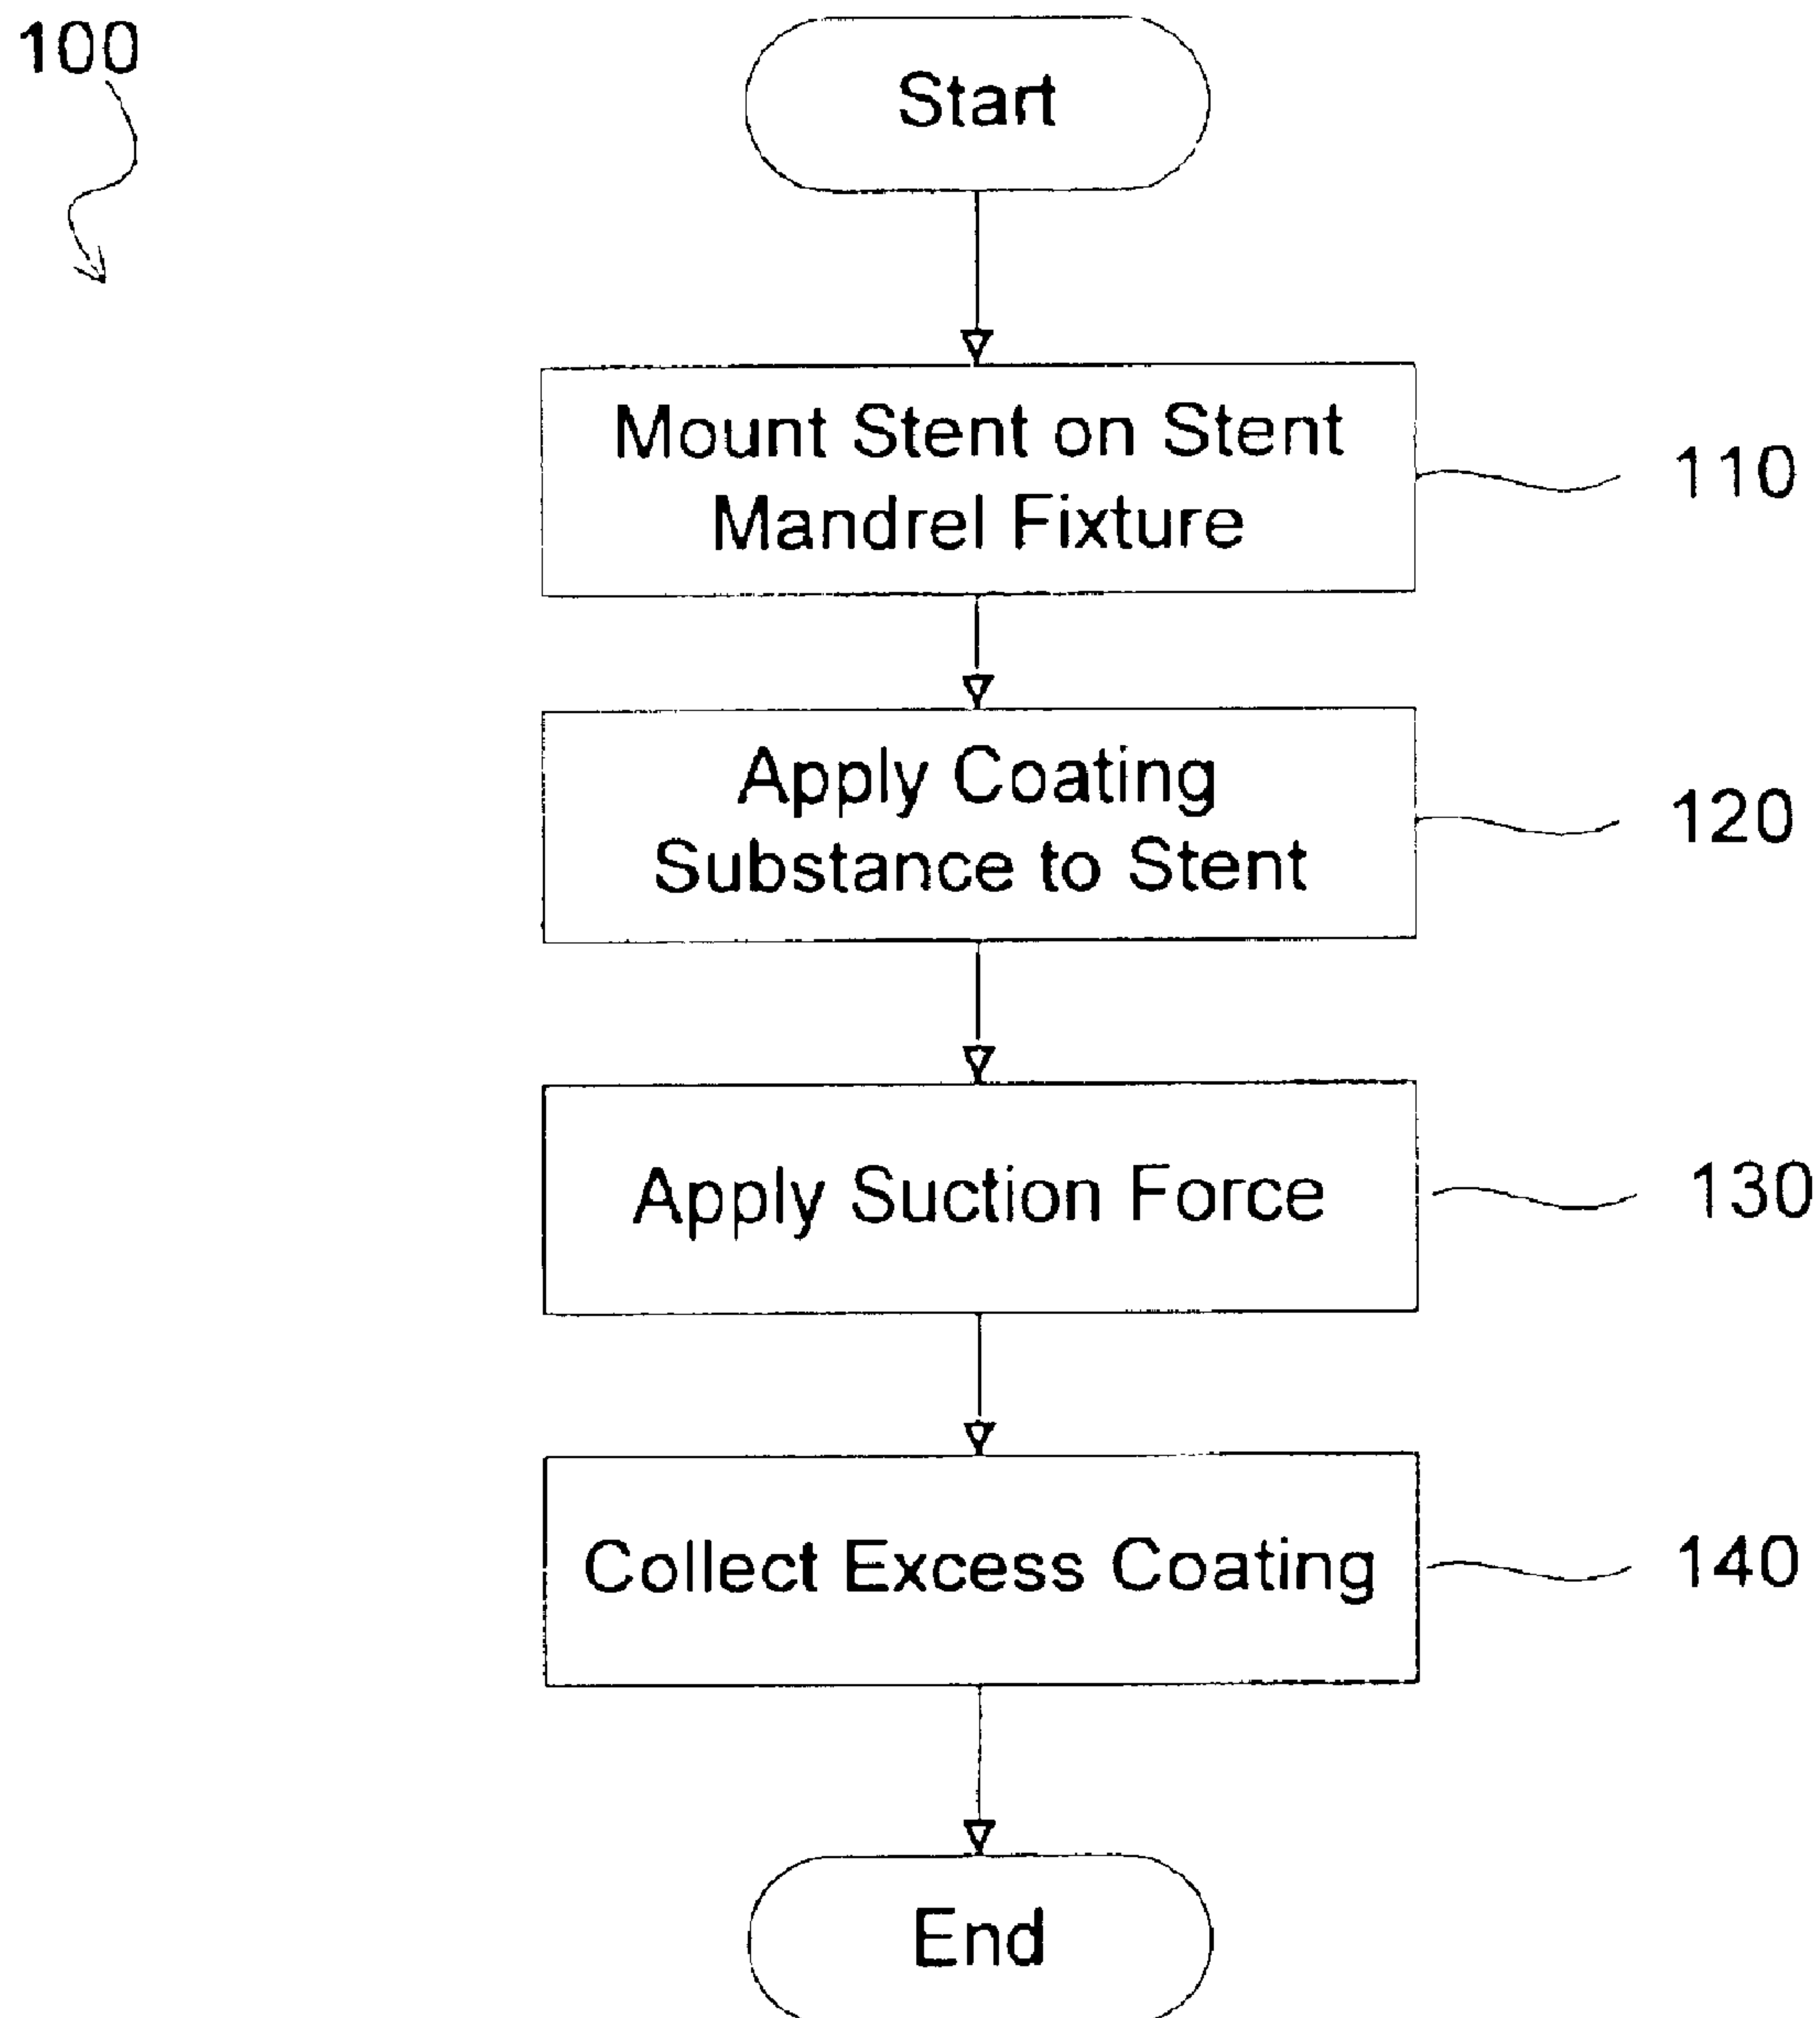 100
Start
Mount Stent on Stent
Mandrel Fixture
110
Apply Coating
Substance to Stent
120
Apply Suction Force
130
Collect Excess Coating
140
End